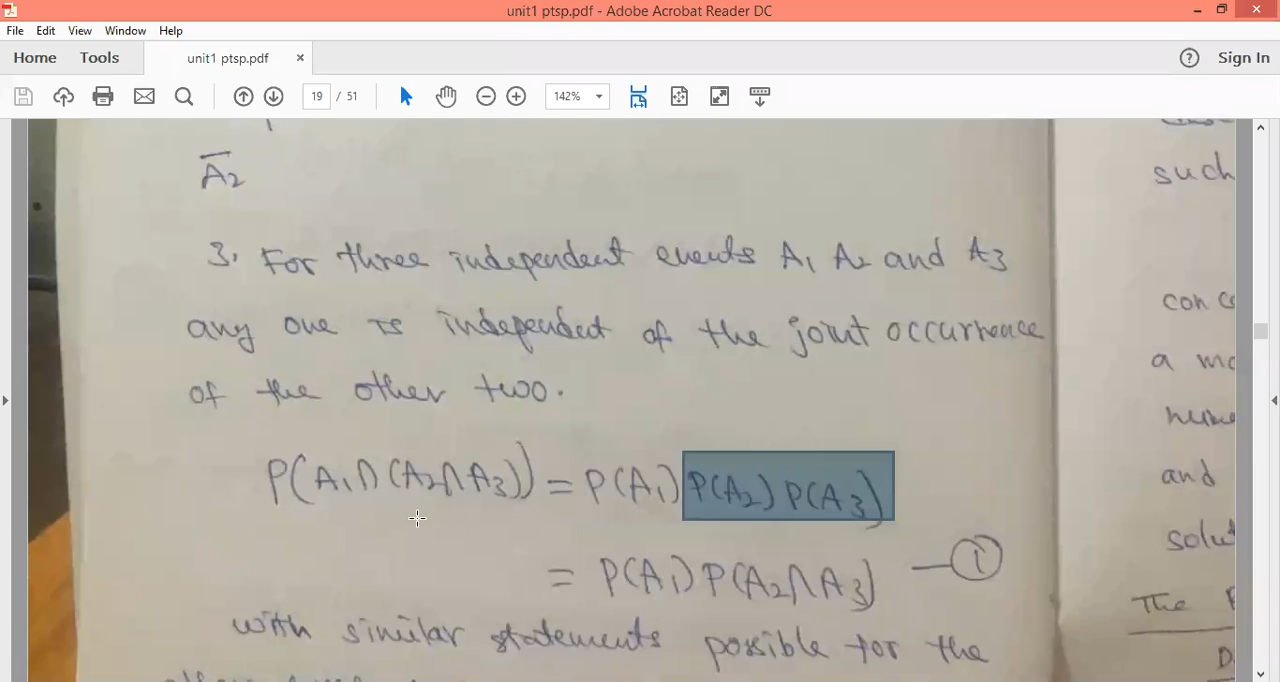 unit1 ptsp.pdf - Adobe Acrobat Reader DC
File Edit View Window Help
Home Tools unit1 ptsp.pdf × ? Sign In
19 / 51 142%
A̅2
3. For three independent events A1 A2 and A3
any one is independent of the joint occurrence
of the other two.
P(A1∩(A2∩A3)) = P(A1) P(A2) P(A3)
= P(A1) P(A2∩A3) — ①
with similar statements possible for the
such
a
and
The